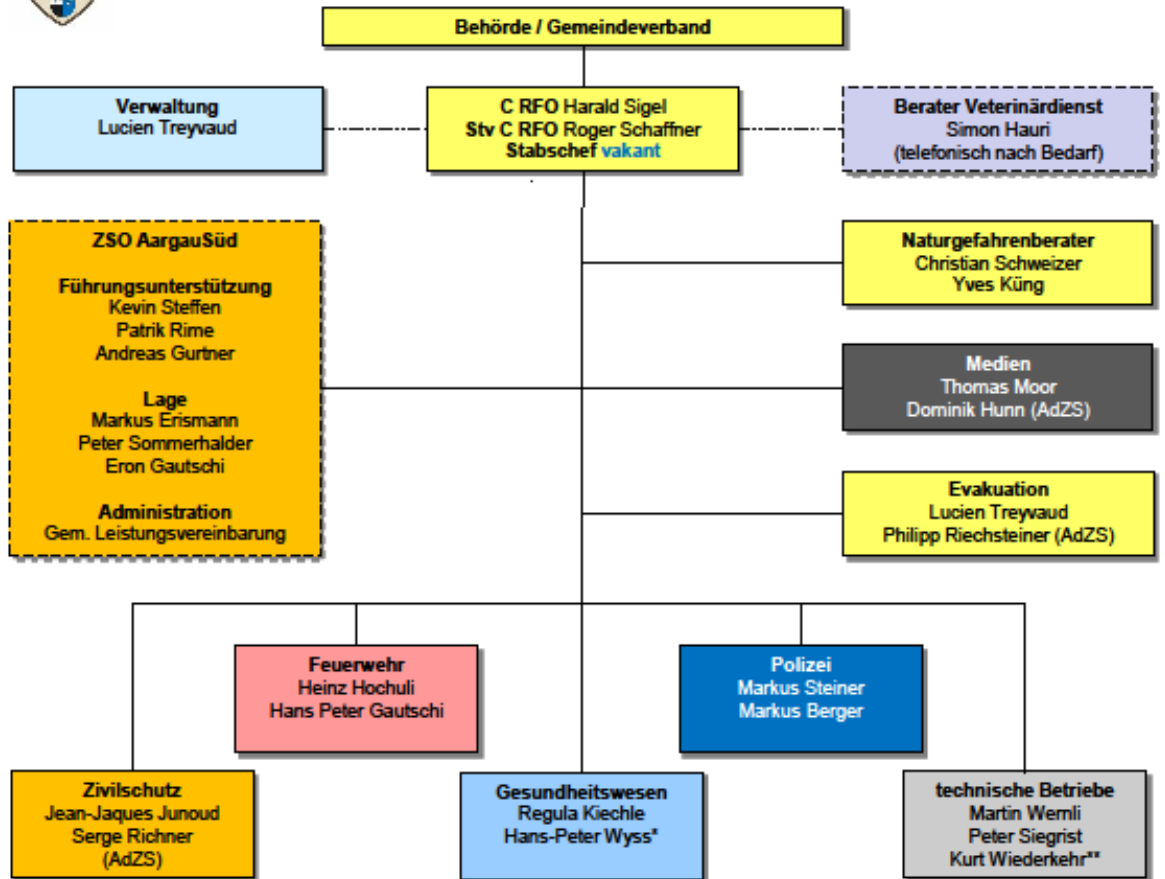 Behörde / Gemeindeverband
Verwaltung
Lucien Treyvaud
C RFO Harald Sigel
Stv C RFO Roger Schaffner
Stabschef vakant
Berater Veterinärdienst
Simon Hauri
(telefonisch nach Bedarf)
ZSO AargauSüd
Führungsunterstützung
Kevin Steffen
Patrik Rime
Andreas Gurtner
Lage
Markus Erismann
Peter Sommerhalder
Eron Gautschi
Administration
Gem. Leistungsvereinbarung
Naturgefahrenberater
Christian Schweizer
Yves Küng
Medien
Thomas Moor
Dominik Hunn (AdZS)
Evakuation
Lucien Treyvaud
Philipp Riechsteiner (AdZS)
Feuerwehr
Heinz Hochuli
Hans Peter Gautschi
Polizei
Markus Steiner
Markus Berger
Zivilschutz
Jean-Jaques Junoud
Serge Richner
(AdZS)
Gesundheitswesen
Regula Kiechle
Hans-Peter Wyss*
technische Betriebe
Martin Wernli
Peter Siegrist
Kurt Wiederkehr**